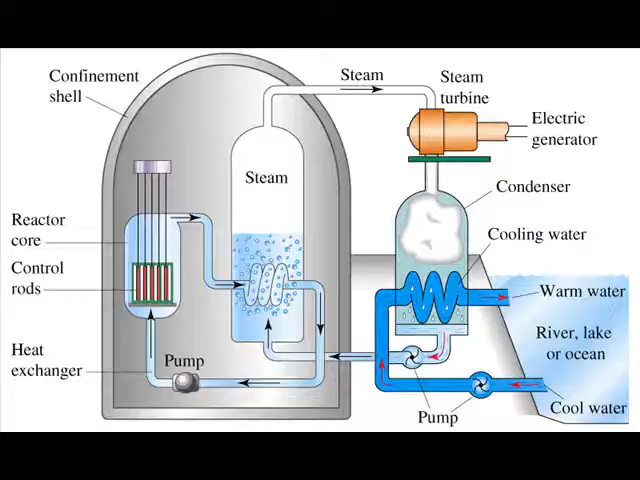 Confinement
shell
Steam
Steam
turbine
Electric
generator
Steam
Condenser
Reactor
core
Cooling water
Control
rods
Warm water
River, lake
or ocean
Heat
exchanger
Pump
Pump
Cool water